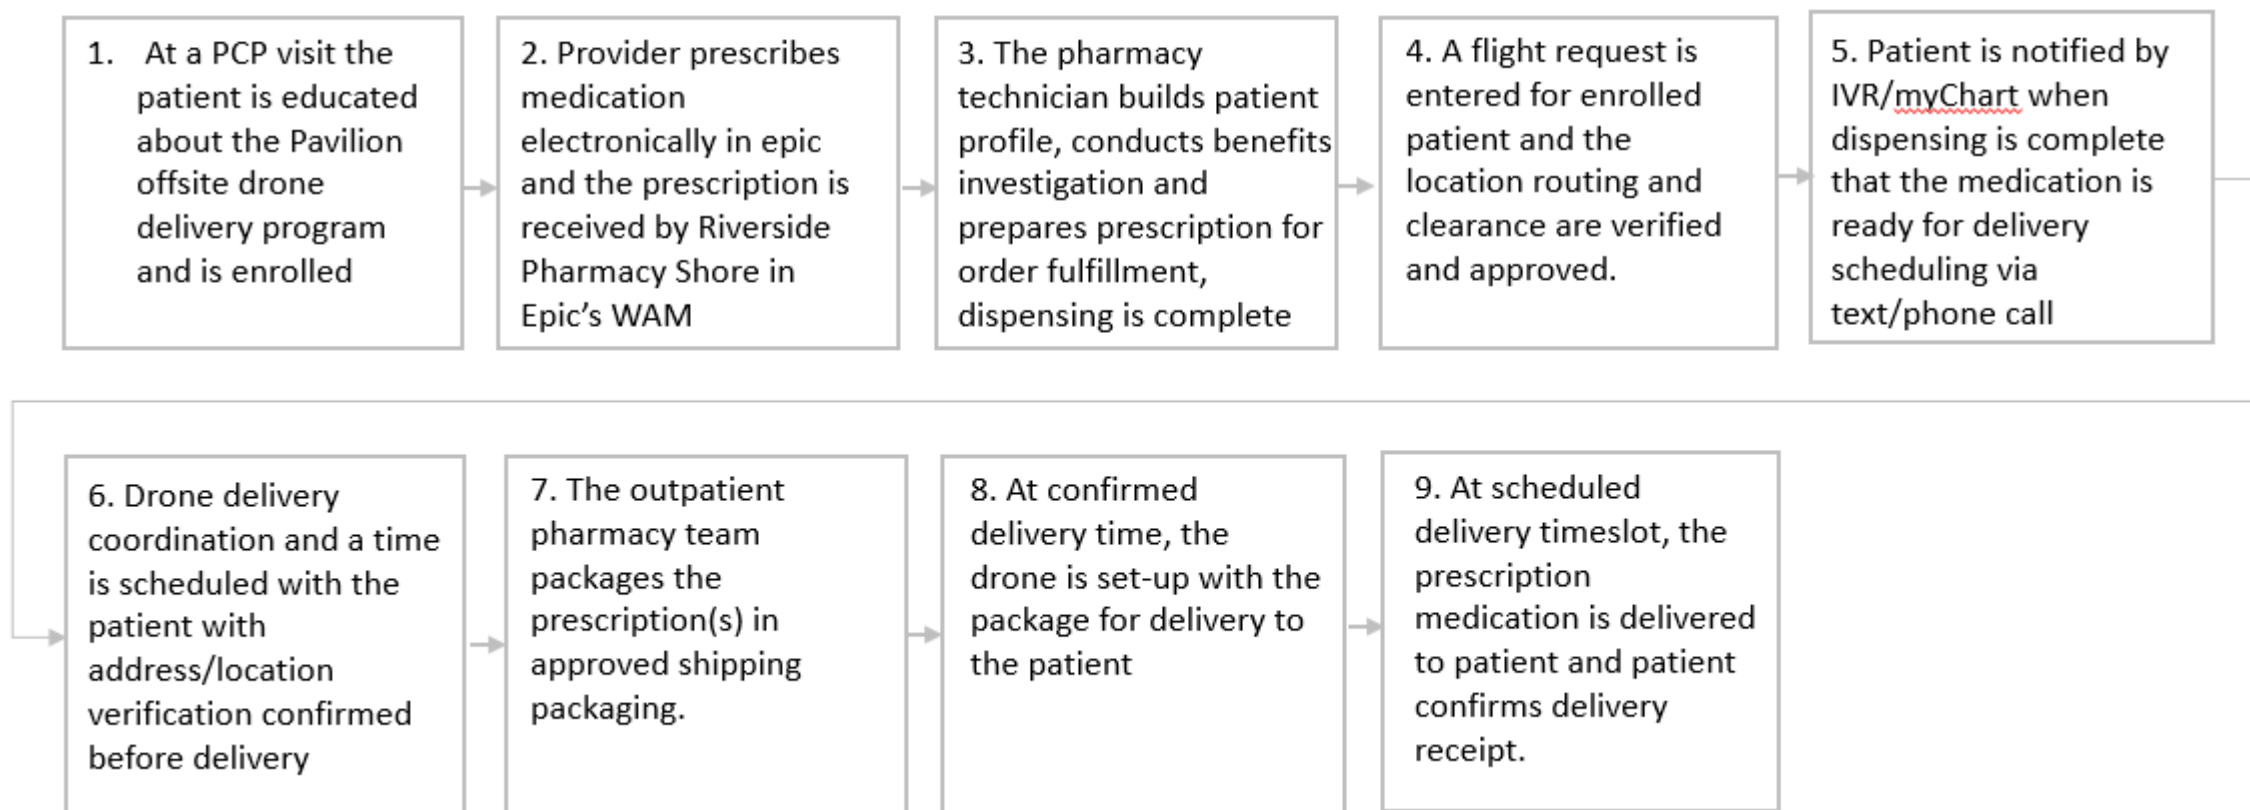 1. At a PCP visit the
patient is educated
about the Pavilion
offsite drone
delivery program
and is enrolled
2. Provider prescribes
medication
electronically in epic
and the prescription is
received by Riverside
Pharmacy Shore in
Epic’s WAM
3. The pharmacy
technician builds patient
profile, conducts benefits
investigation and
prepares prescription for
order fulfillment,
dispensing is complete
4. A flight request is
entered for enrolled
patient and the
location routing and
clearance are verified
and approved.
5. Patient is notified by
IVR/myChart when
dispensing is complete
that the medication is
ready for delivery
scheduling via
text/phone call
6. Drone delivery
coordination and a time
is scheduled with the
patient with
address/location
verification confirmed
before delivery
7. The outpatient
pharmacy team
packages the
prescription(s) in
approved shipping
packaging.
8. At confirmed
delivery time, the
drone is set-up with the
package for delivery to
the patient
9. At scheduled
delivery timeslot, the
prescription
medication is delivered
to patient and patient
confirms delivery
receipt.